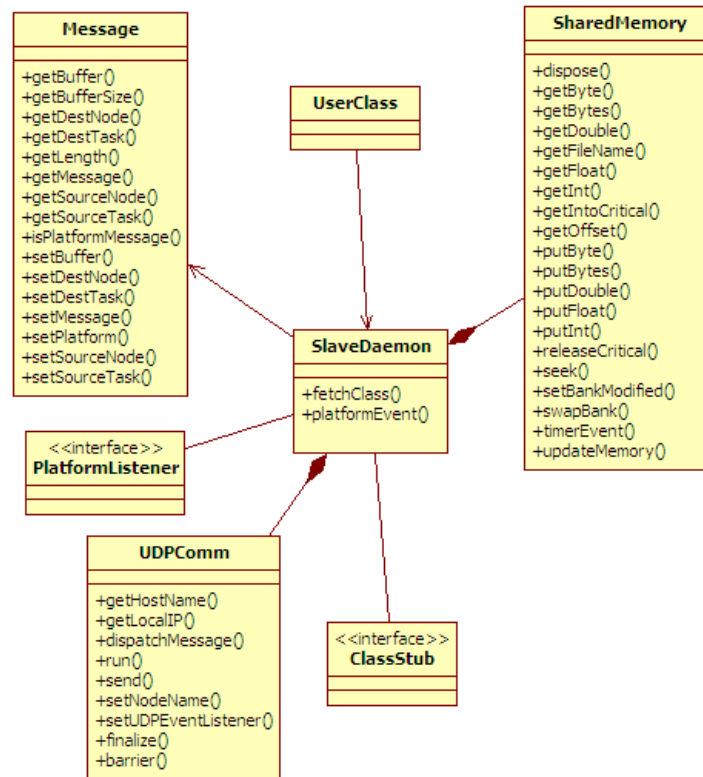 Message
+getBuffer()
+getBufferSize()
+getDestNode()
+getDestTask()
+getLength()
+getMessage()
+getSourceNode()
+getSourceTask()
+isPlatformMessage()
+setBuffer()
+setDestNode()
+setDestTask()
+setMessage()
+setPlatform()
+setSourceNode()
+setSourceTask()
UserClass
SharedMemory
+dispose()
+getByte()
+getBytes()
+getDouble()
+getFileName()
+getFloat()
+getInt()
+getIntoCritical()
+getOffset()
+putByte()
+putBytes()
+putDouble()
+putFloat()
+putInt()
+releaseCritical()
+seek()
+setBankModified()
+swapBank()
+timerEvent()
+updateMemory()
SlaveDaemon
+fetchClass()
+platformEvent()
<<interface>>
PlatformListener
UDPComm
+getHostName()
+getLocalIP()
+dispatchMessage()
+run()
+send()
+setNodeName()
+setUDPEventListener()
+finalize()
+barrier()
<<interface>>
ClassStub